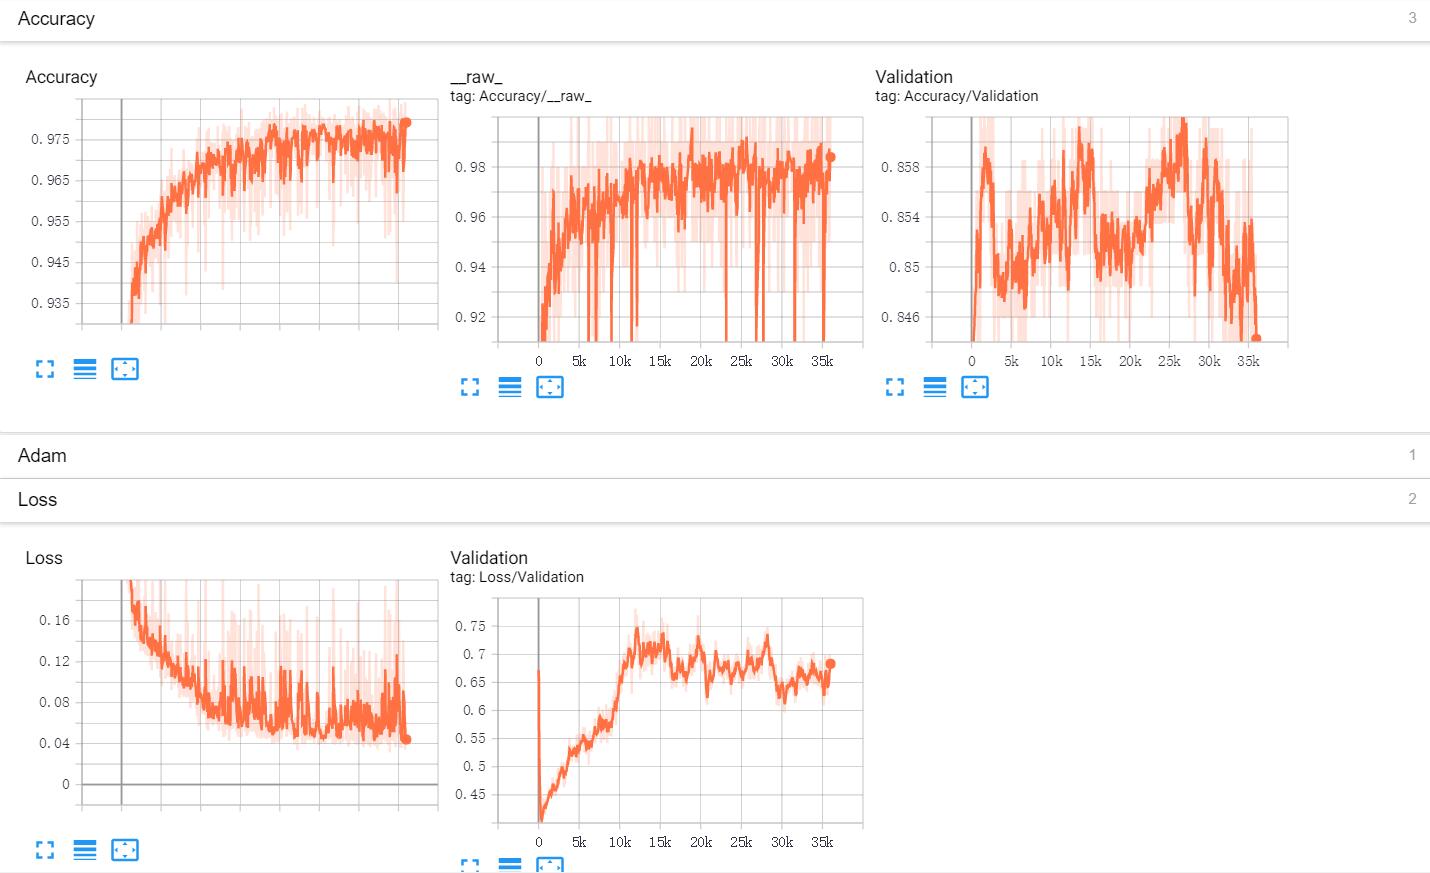 Accuracy 3
Accuracy
0.975
0.965
0.955
0.945
0.935
__raw_
tag: Accuracy/__raw_
0.98
0.96
0.94
0.92
0 5k 10k 15k 20k 25k 30k 35k
Validation
tag: Accuracy/Validation
0.858
0.854
0.85
0.846
0 5k 10k 15k 20k 25k 30k 35k
Adam 1
Loss 2
Loss
0.16
0.12
0.08
0.04
0
Validation
tag: Loss/Validation
0.75
0.7
0.65
0.6
0.55
0.5
0.45
0 5k 10k 15k 20k 25k 30k 35k